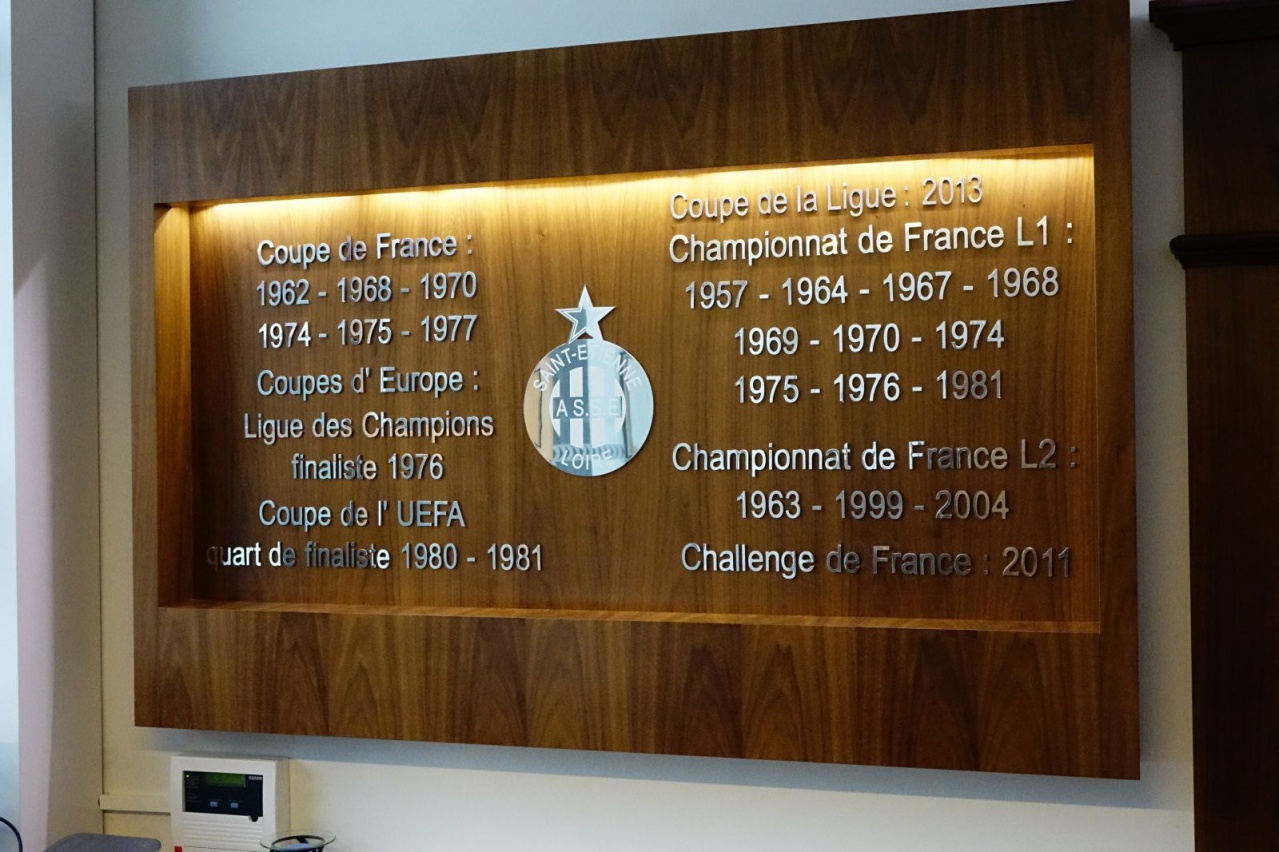 Coupe de France :
1962 - 1968 - 1970
1974 - 1975 - 1977
Coupes d' Europe :
Ligue des Champions
finaliste 1976
Coupe de l' UEFA
quart de finaliste 1980 - 1981
SAINT-ETIENNE
A.S.S.E
LOIRE
Coupe de la Ligue : 2013
Championnat de France L1 :
1957 - 1964 - 1967 - 1968
1969 - 1970 - 1974
1975 - 1976 - 1981
Championnat de France L2 :
1963 - 1999 - 2004
Challenge de France : 2011